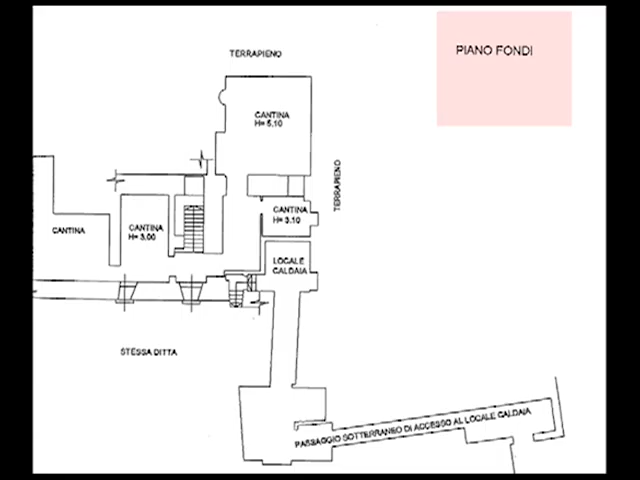 TERRAPIENO
PIANO FONDI
CANTINA
H= 5.10
TERRAPIENO
CANTINA
H= 3.10
CANTINA
CANTINA
H= 3.00
LOCALE
CALDAIA
STESSA DITTA
PASSAGGIO SOTTERRANEO DI ACCESSO AL LOCALE CALDAIA